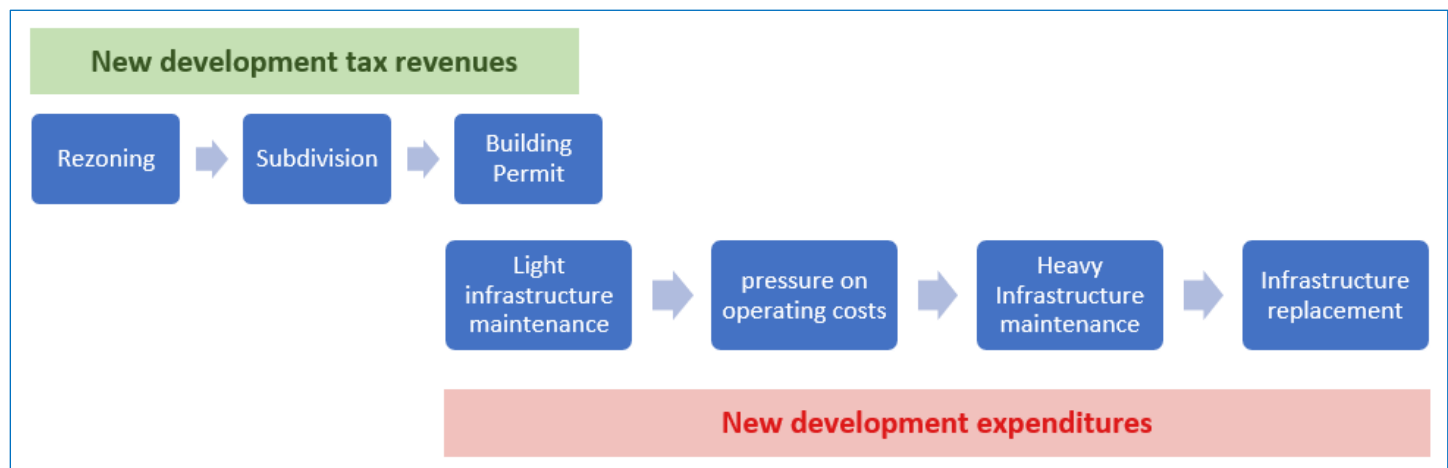 New development tax revenues
Rezoning
Subdivision
Building
Permit
Light
infrastructure
maintenance
pressure on
operating costs
Heavy
Infrastructure
maintenance
Infrastructure
replacement
New development expenditures